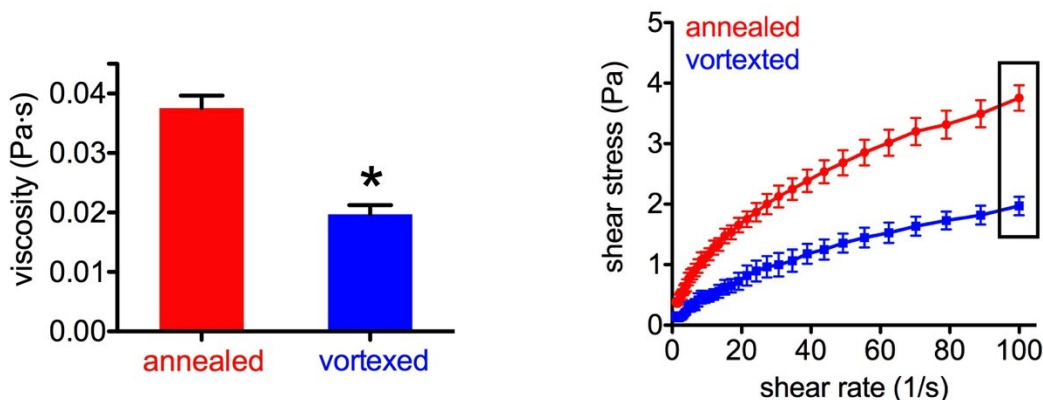 viscosity (Pa·s)
0.04
0.03
0.02
0.01
0.00
*
annealed
vortexed
shear stress (Pa)
5
4
3
2
1
0
annealed
vortexted
0 20 40 60 80 100
shear rate (1/s)